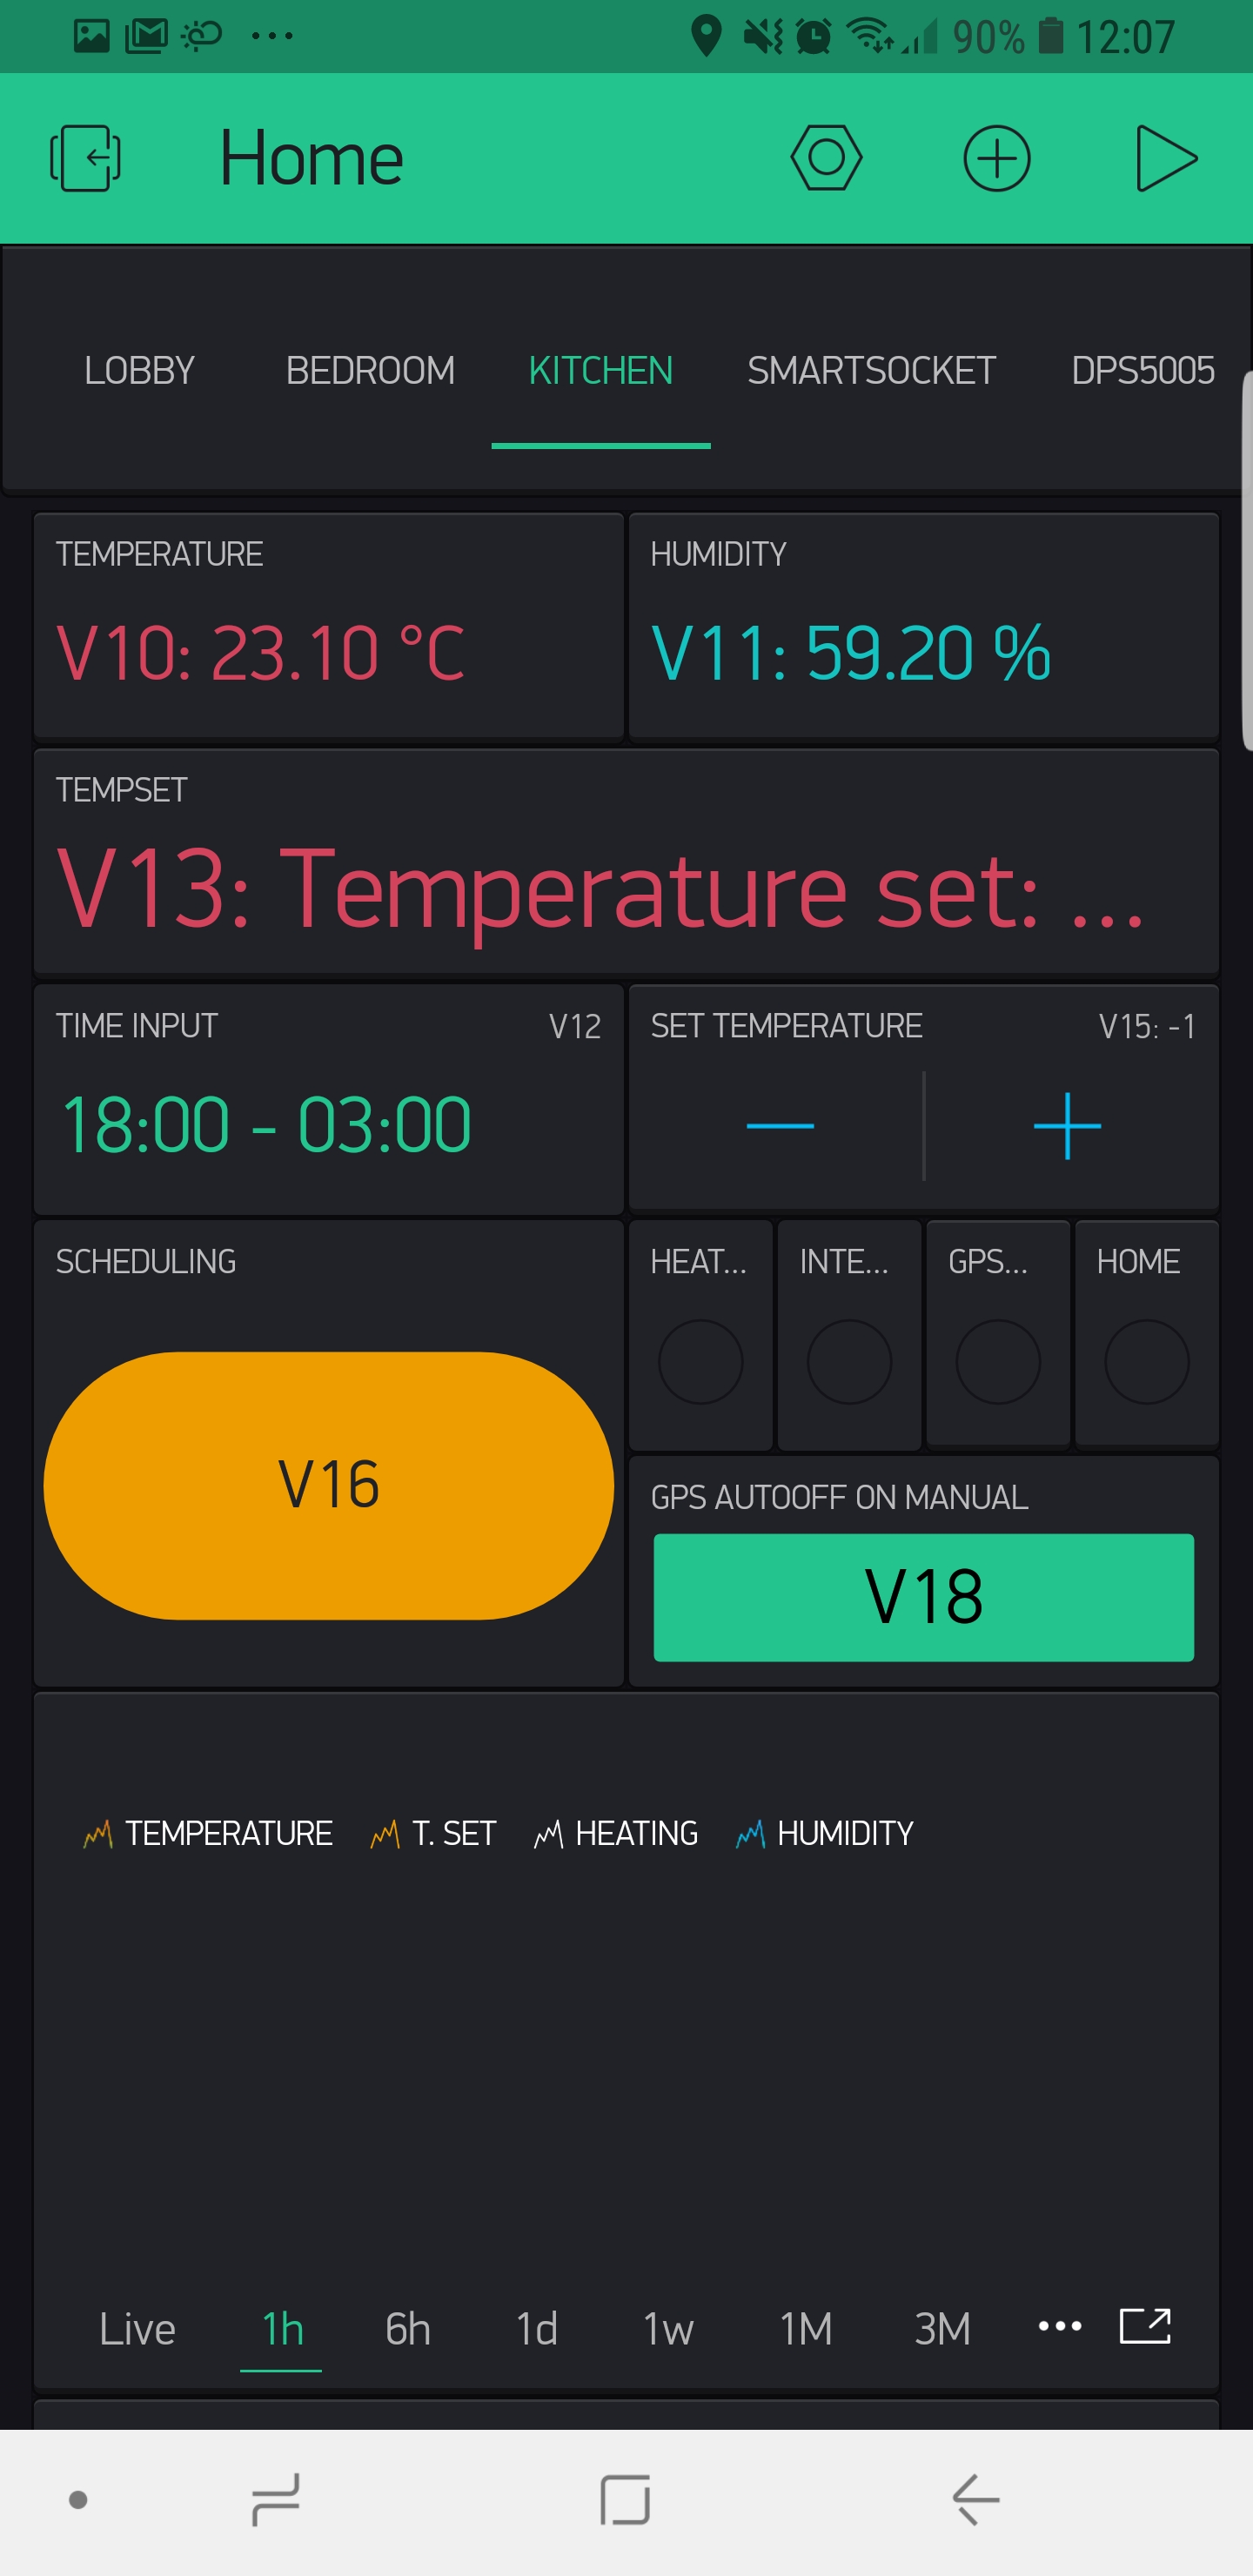 90% 12:07
Home
LOBBY BEDROOM KITCHEN SMARTSOCKET DPS5005
TEMPERATURE
V10: 23.10 °C
HUMIDITY
V11: 59.20 %
TEMPSET
V13: Temperature set: ...
TIME INPUT V12
18:00 - 03:00
SET TEMPERATURE V15: -1
SCHEDULING
V16
HEAT... INTE... GPS... HOME
GPS AUTOOFF ON MANUAL
V18
TEMPERATURE T. SET HEATING HUMIDITY
Live 1h 6h 1d 1w 1M 3M